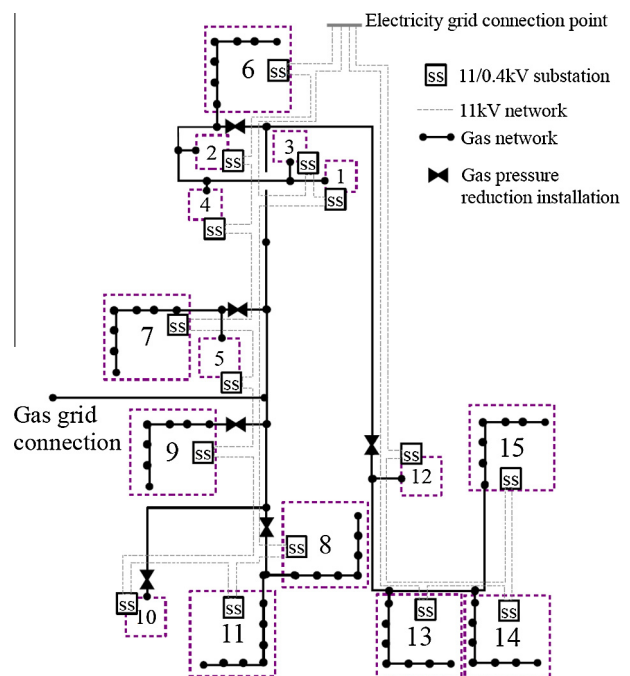 Electricity grid connection point
6
SS
SS 11/0.4kV substation
11kV network
3
Gas network
2
SS
SS
1
Gas pressure
reduction installation
4
SS
SS
7
SS
5
SS
Gas grid
connection
9
SS
SS
12
15
SS
SS
8
SS
10
11
SS
13
SS
14
SS